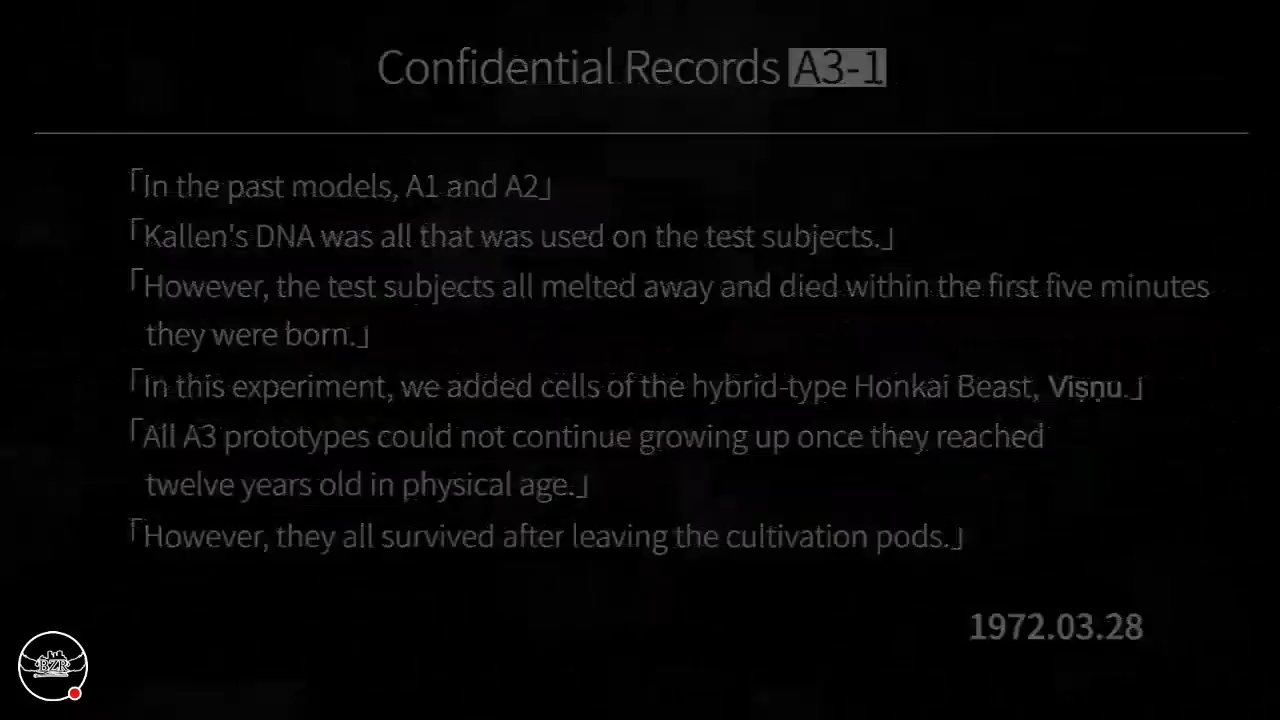 Confidential Records A3-1
「In the past models, A1 and A2」
「Kallen's DNA was all that was used on the test subjects.」
「However, the test subjects all melted away and died within the first five minutes
they were born.」
「In this experiment, we added cells of the hybrid-type Honkai Beast, Viṣṇu.」
「All A3 prototypes could not continue growing up once they reached
twelve years old in physical age.」
「However, they all survived after leaving the cultivation pods.」
1972.03.28
BZR